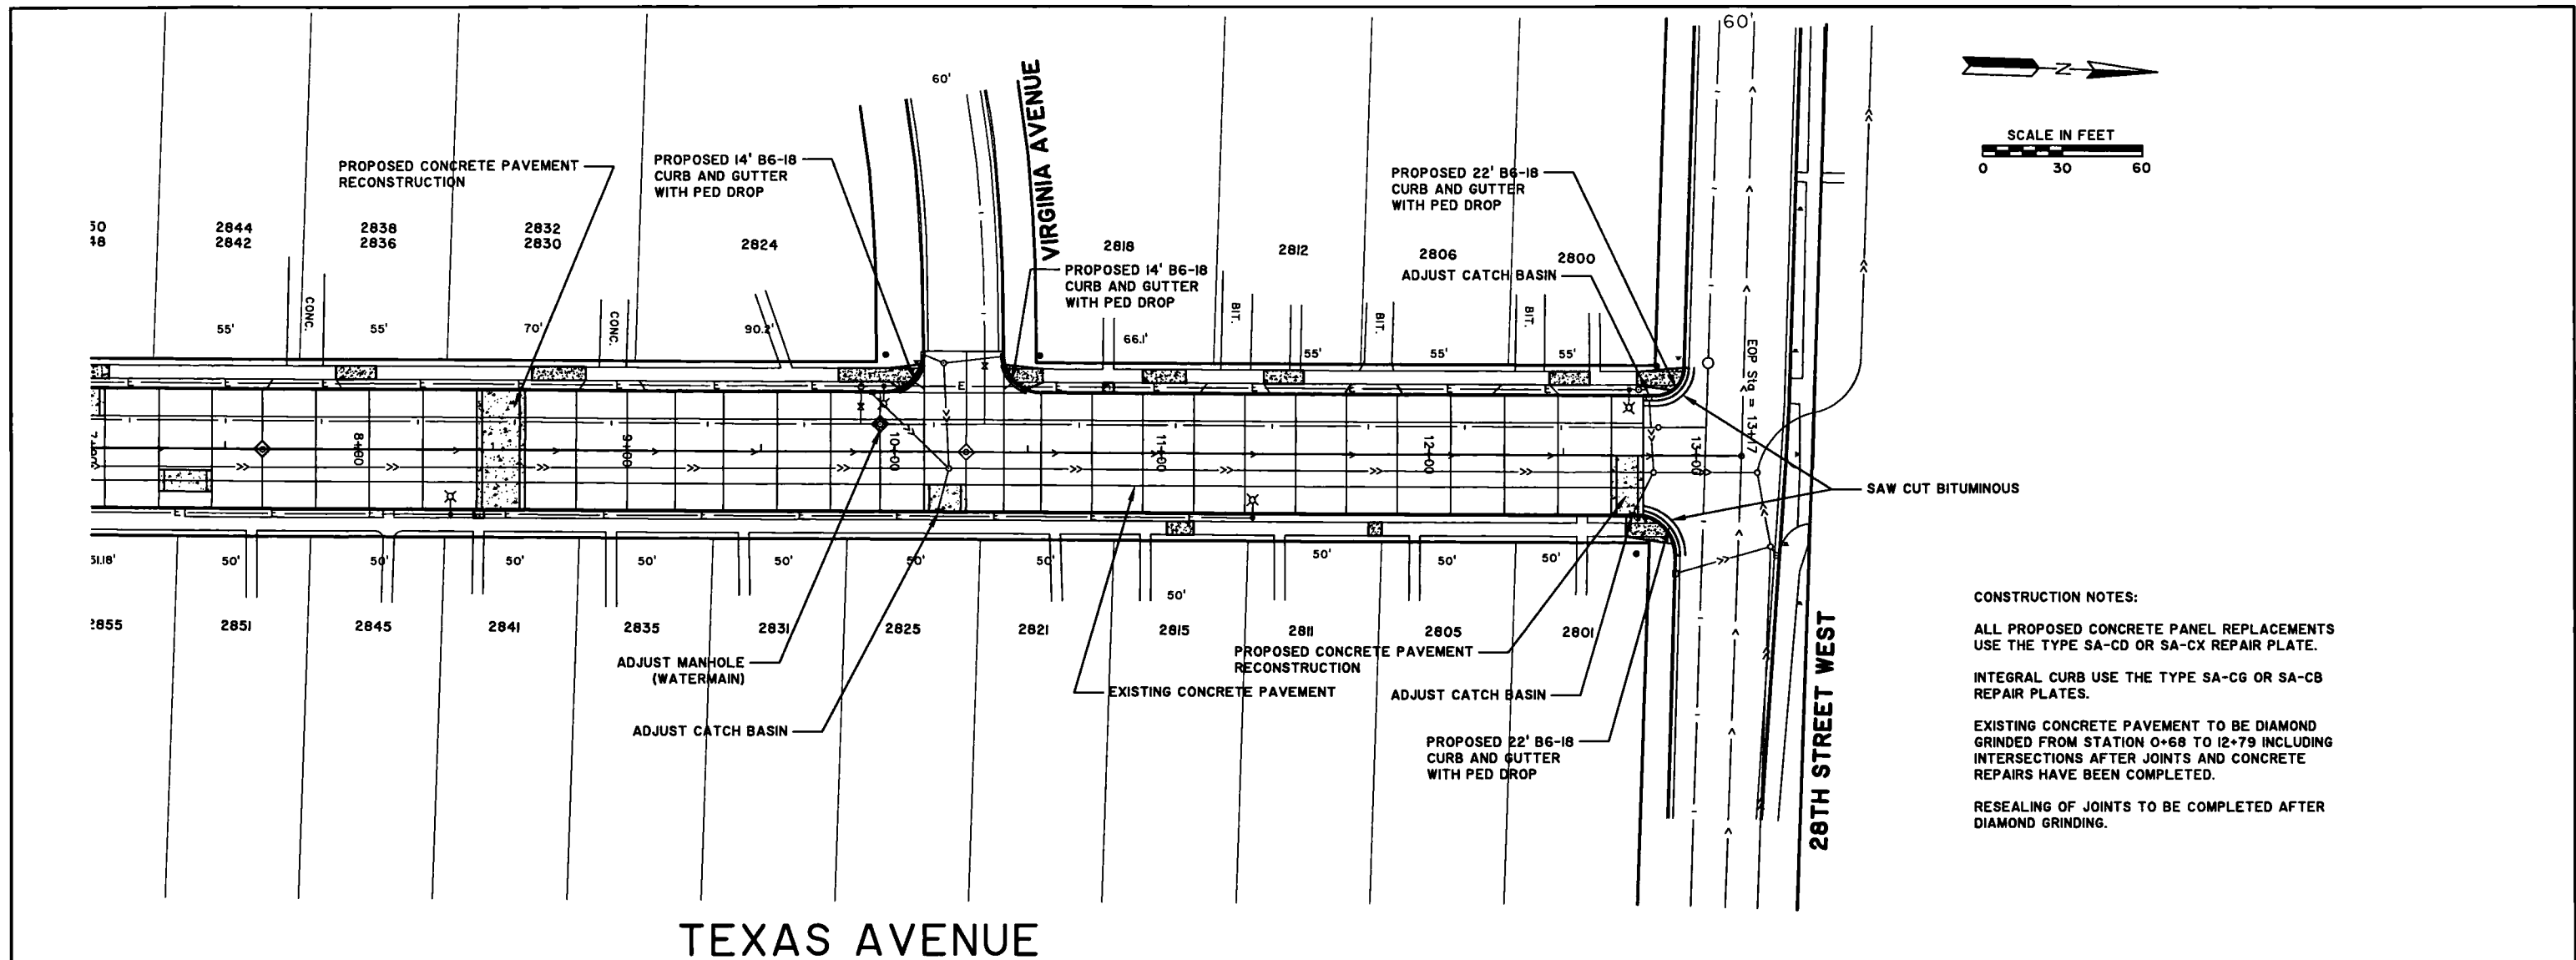 60'
60'
VIRGINIA AVENUE
N
SCALE IN FEET
0 30 60
PROPOSED CONCRETE PAVEMENT
RECONSTRUCTION
PROPOSED 14' B6-18
CURB AND GUTTER
WITH PED DROP
PROPOSED 22' B6-18
CURB AND GUTTER
WITH PED DROP
50
48
2844
2842
2838
2836
2832
2830
2824
2818
2812
2806
2800
PROPOSED 14' B6-18
CURB AND GUTTER
WITH PED DROP
ADJUST CATCH BASIN
CONC.
CONC.
BIT.
BIT.
BIT.
55'
55'
70'
90.2'
66.1'
55'
55'
55'
EOP Sta = 13+17
8+00
9+00
10+00
11+00
12+00
13+00
SAW CUT BITUMINOUS
51.18'
50'
50'
50'
50'
50'
50'
50'
50'
50'
50'
50'
2855
2851
2845
2841
2835
2831
2825
2821
2815
2811
2805
2801
ADJUST MANHOLE
(WATERMAIN)
ADJUST CATCH BASIN
PROPOSED CONCRETE PAVEMENT
RECONSTRUCTION
EXISTING CONCRETE PAVEMENT
ADJUST CATCH BASIN
PROPOSED 22' B6-18
CURB AND GUTTER
WITH PED DROP
28TH STREET WEST
CONSTRUCTION NOTES:
ALL PROPOSED CONCRETE PANEL REPLACEMENTS
USE THE TYPE SA-CD OR SA-CX REPAIR PLATE.
INTEGRAL CURB USE THE TYPE SA-CG OR SA-CB
REPAIR PLATES.
EXISTING CONCRETE PAVEMENT TO BE DIAMOND
GRINDED FROM STATION 0+68 TO 12+79 INCLUDING
INTERSECTIONS AFTER JOINTS AND CONCRETE
REPAIRS HAVE BEEN COMPLETED.
RESEALING OF JOINTS TO BE COMPLETED AFTER
DIAMOND GRINDING.
TEXAS AVENUE